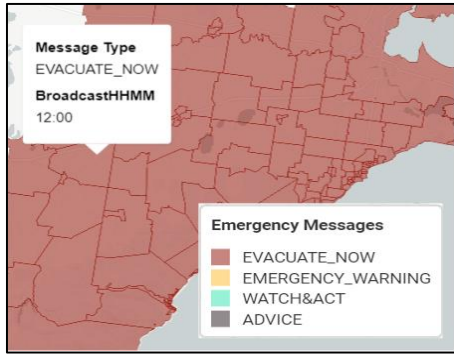 Message Type
EVACUATE_NOW
BroadcastHHMM
12:00
Emergency Messages
EVACUATE_NOW
EMERGENCY_WARNING
WATCH&ACT
ADVICE